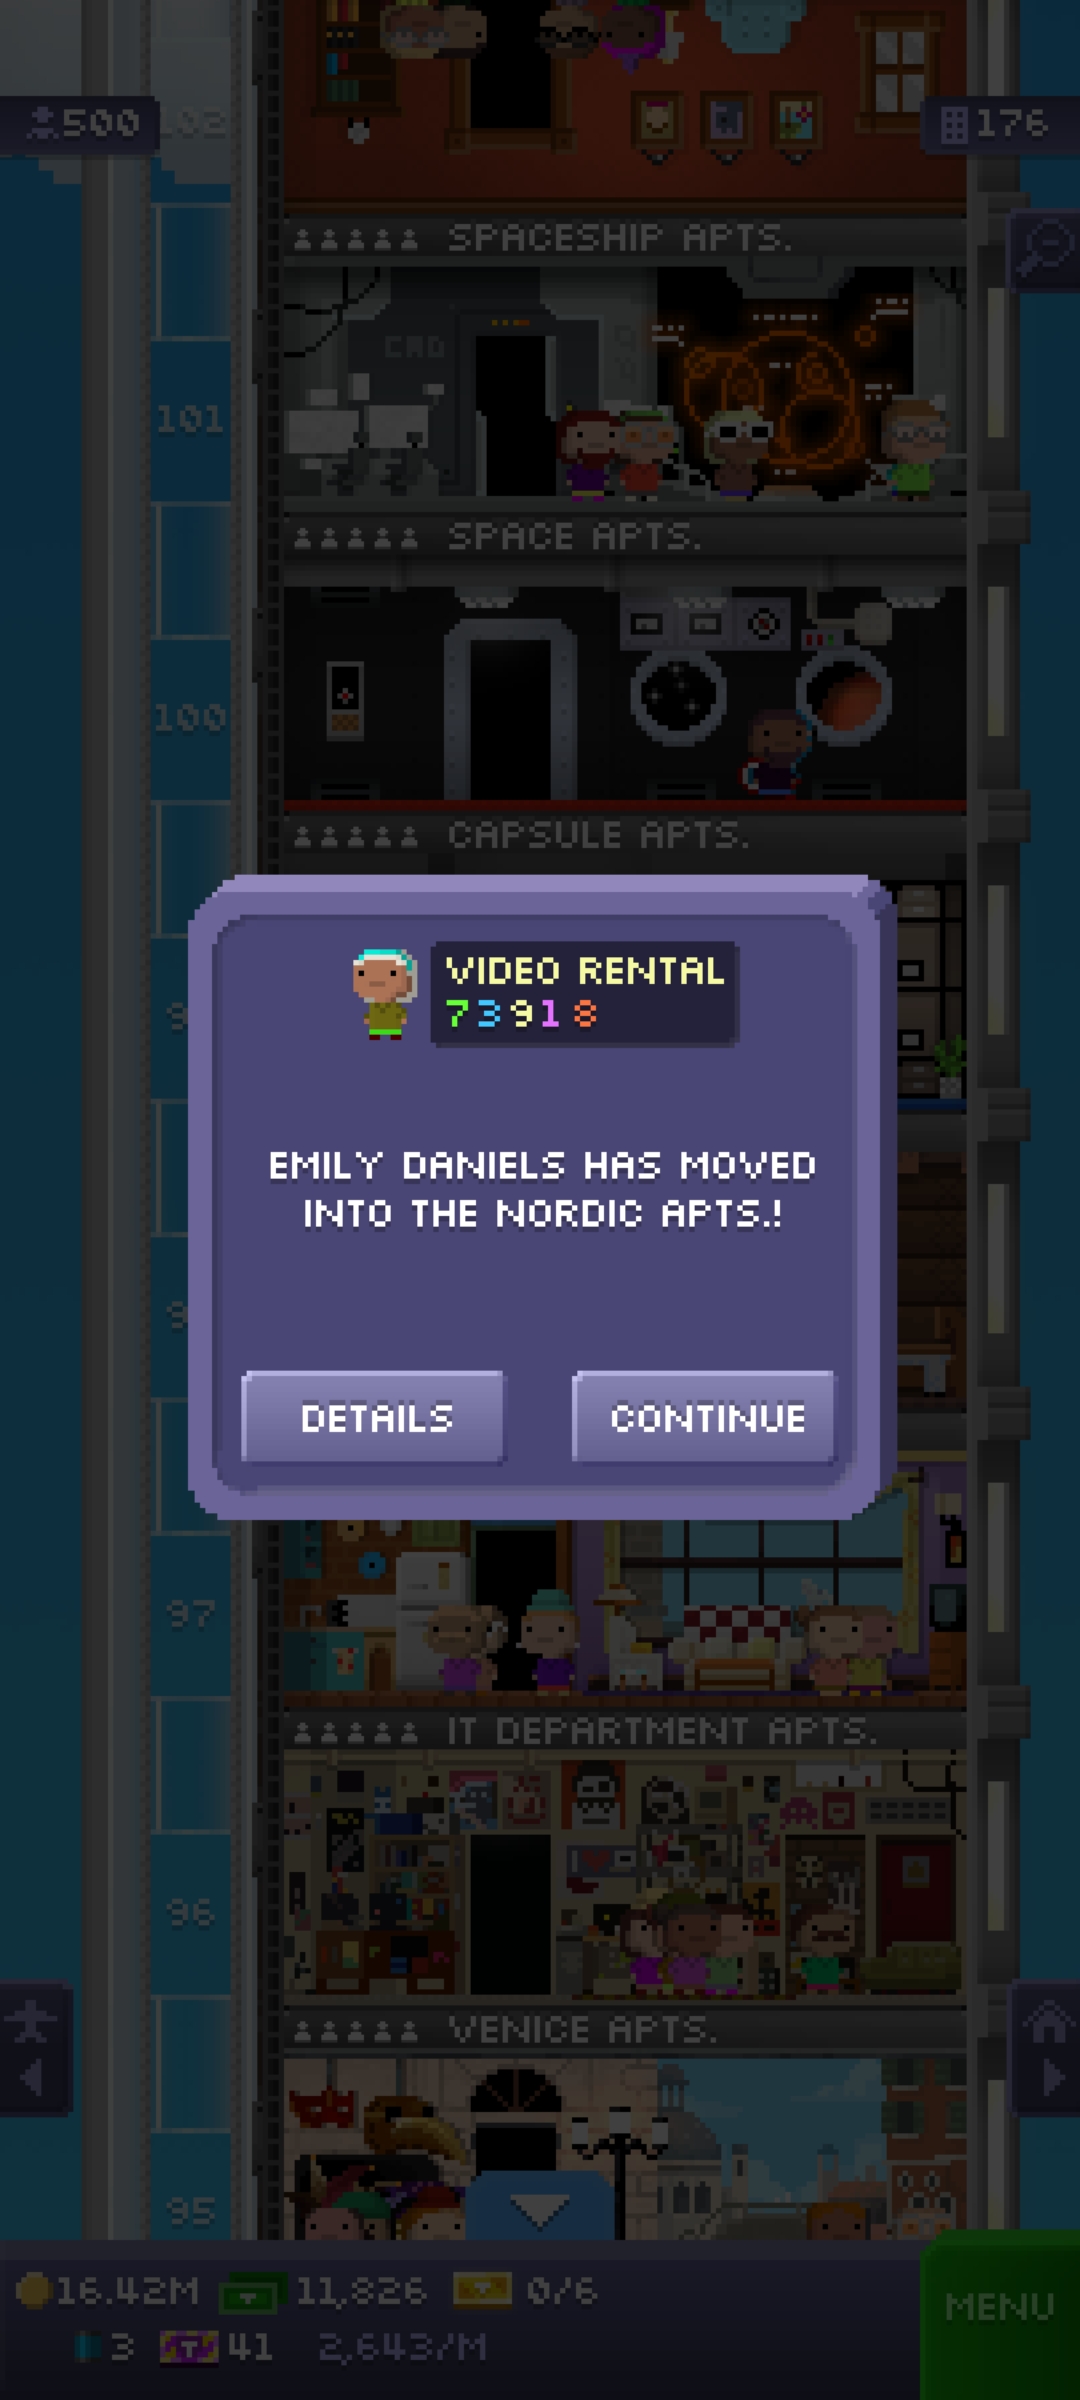 500
102
176
SPACESHIP APTS.
CMD
101
SPACE APTS.
100
CAPSULE APTS.
VIDEO RENTAL
7 3 9 1 8
EMILY DANIELS HAS MOVED
INTO THE NORDIC APTS.!
DETAILS
CONTINUE
97
IT DEPARTMENT APTS.
96
VENICE APTS.
95
16.42M
11,826
0/6
MENU
3
T
41
2,643/M